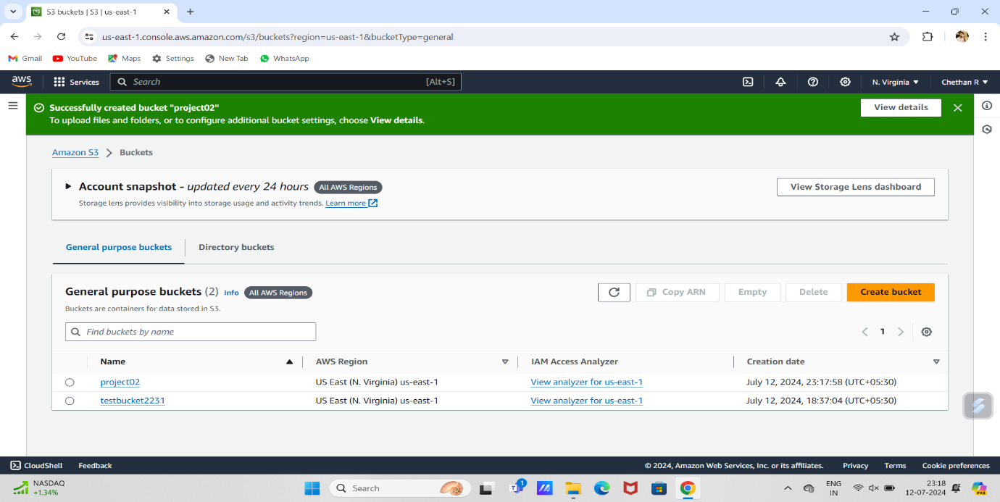 S3 buckets | S3 | us-east-1
us-east-1.console.aws.amazon.com/s3/buckets?region=us-east-1&bucketType=general
Gmail YouTube Maps Settings New Tab WhatsApp
aws Services Search [Alt+S] N. Virginia Chethan R
Successfully created bucket "project02" View details
To upload files and folders, or to configure additional bucket settings, choose View details.
Amazon S3 Buckets
Account snapshot - updated every 24 hours All AWS Regions View Storage Lens dashboard
Storage lens provides visibility into storage usage and activity trends. Learn more
General purpose buckets Directory buckets
General purpose buckets (2) Info All AWS Regions Copy ARN Empty Delete Create bucket
Buckets are containers for data stored in S3.
Find buckets by name 1
Name AWS Region IAM Access Analyzer Creation date
project02 US East (N. Virginia) us-east-1 View analyzer for us-east-1 July 12, 2024, 23:17:58 (UTC+05:30)
testbucket2231 US East (N. Virginia) us-east-1 View analyzer for us-east-1 July 12, 2024, 18:37:04 (UTC+05:30)
CloudShell Feedback © 2024, Amazon Web Services, Inc. or its affiliates. Privacy Terms Cookie preferences
NASDAQ
+1.34%
Search
1
ENG
IN
23:18
12-07-2024
PRE